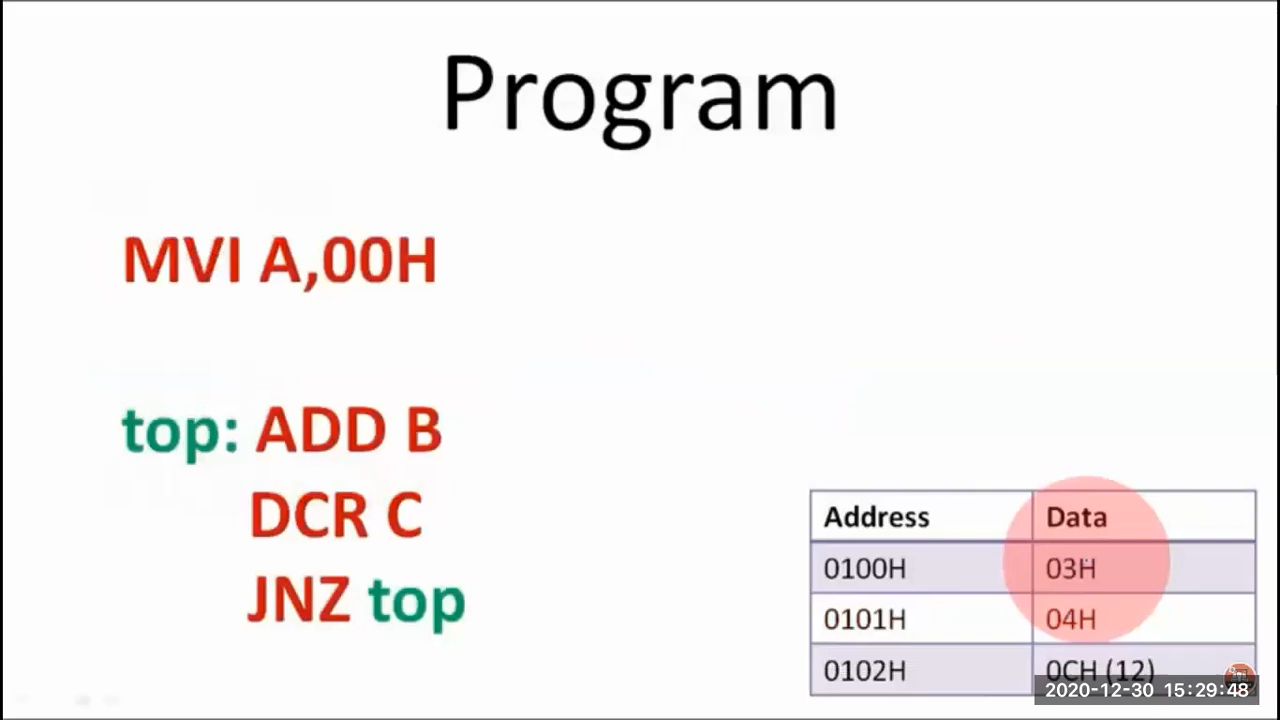 Program
MVI A,00H
top: ADD B
DCR C
JNZ top
Address Data
0100H 03H
0101H 04H
0102H 0CH (12)
2020-12-30 15:29:48